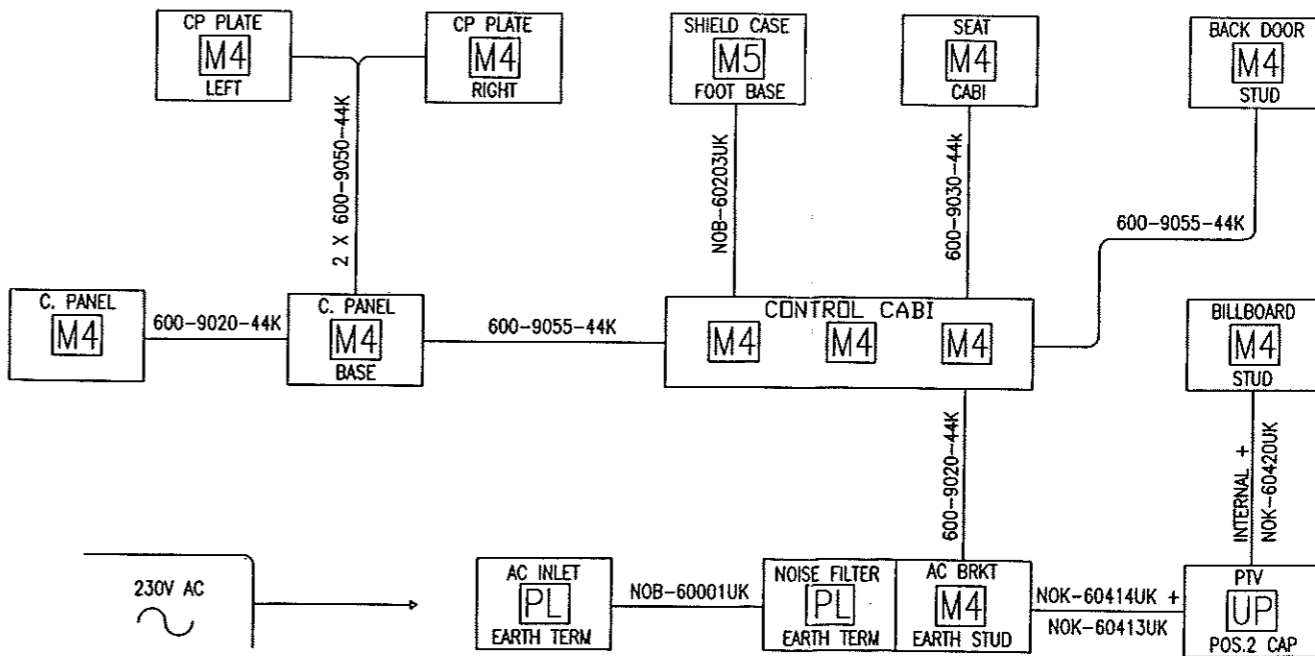 CP PLATE
M4
LEFT
CP PLATE
M4
RIGHT
SHIELD CASE
M5
FOOT BASE
SEAT
M4
CABI
BACK DOOR
M4
STUD
2 X 600-9050-44K
NOB-60203UK
600-9030-44k
600-9055-44K
C. PANEL
M4
600-9020-44K
C. PANEL
M4
BASE
600-9055-44K
CONTROL CABI
M4
M4
M4
BILLBOARD
M4
STUD
600-9020-44K
INTERNAL +
NOK-60420UK
230V AC
AC INLET
PL
EARTH TERM
NOB-60001UK
NOISE FILTER
PL
EARTH TERM
AC BRKT
M4
EARTH STUD
NOK-60414UK +
NOK-60413UK
PTV
UP
POS.2 CAP